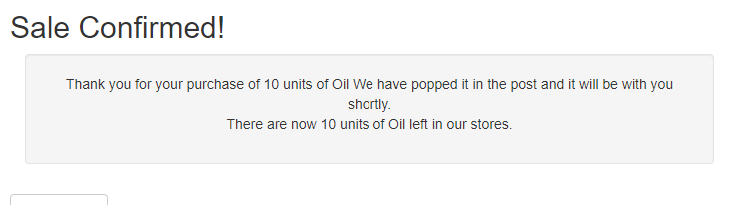 Sale Confirmed!
Thank you for your purchase of 10 units of Oil We have popped it in the post and it will be with you
shortly.
There are now 10 units of Oil left in our stores.